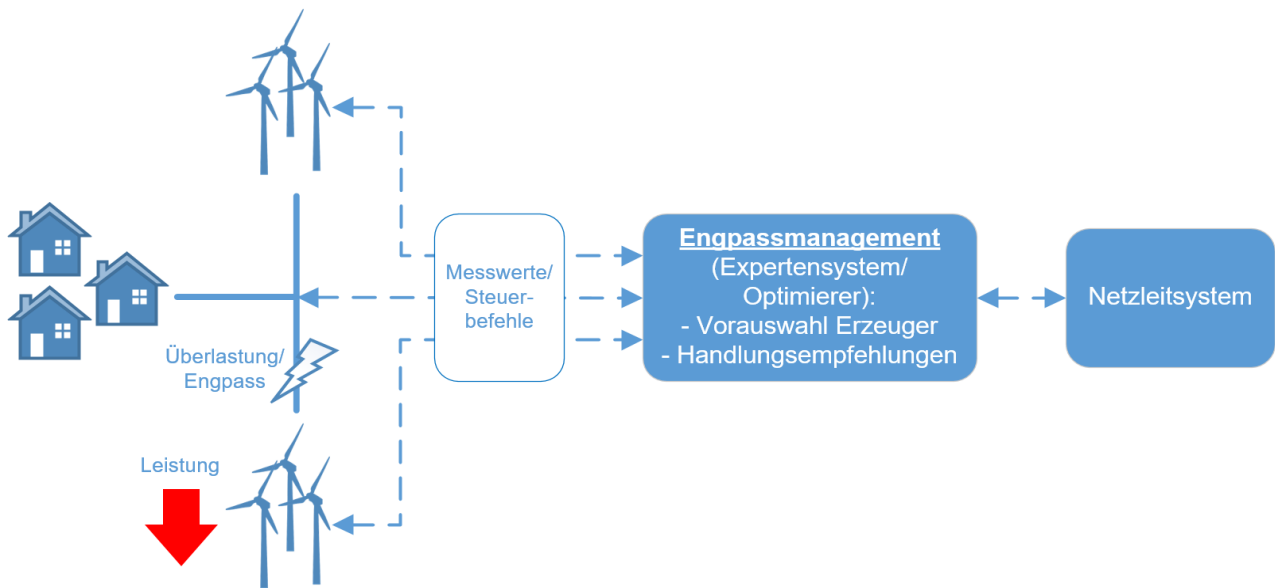 Messwerte/
Steuer-
befehle
Engpassmanagement
(Expertensystem/
Optimierer):
- Vorauswahl Erzeuger
- Handlungsempfehlungen
Netzleitsystem
Überlastung/
Engpass
Leistung